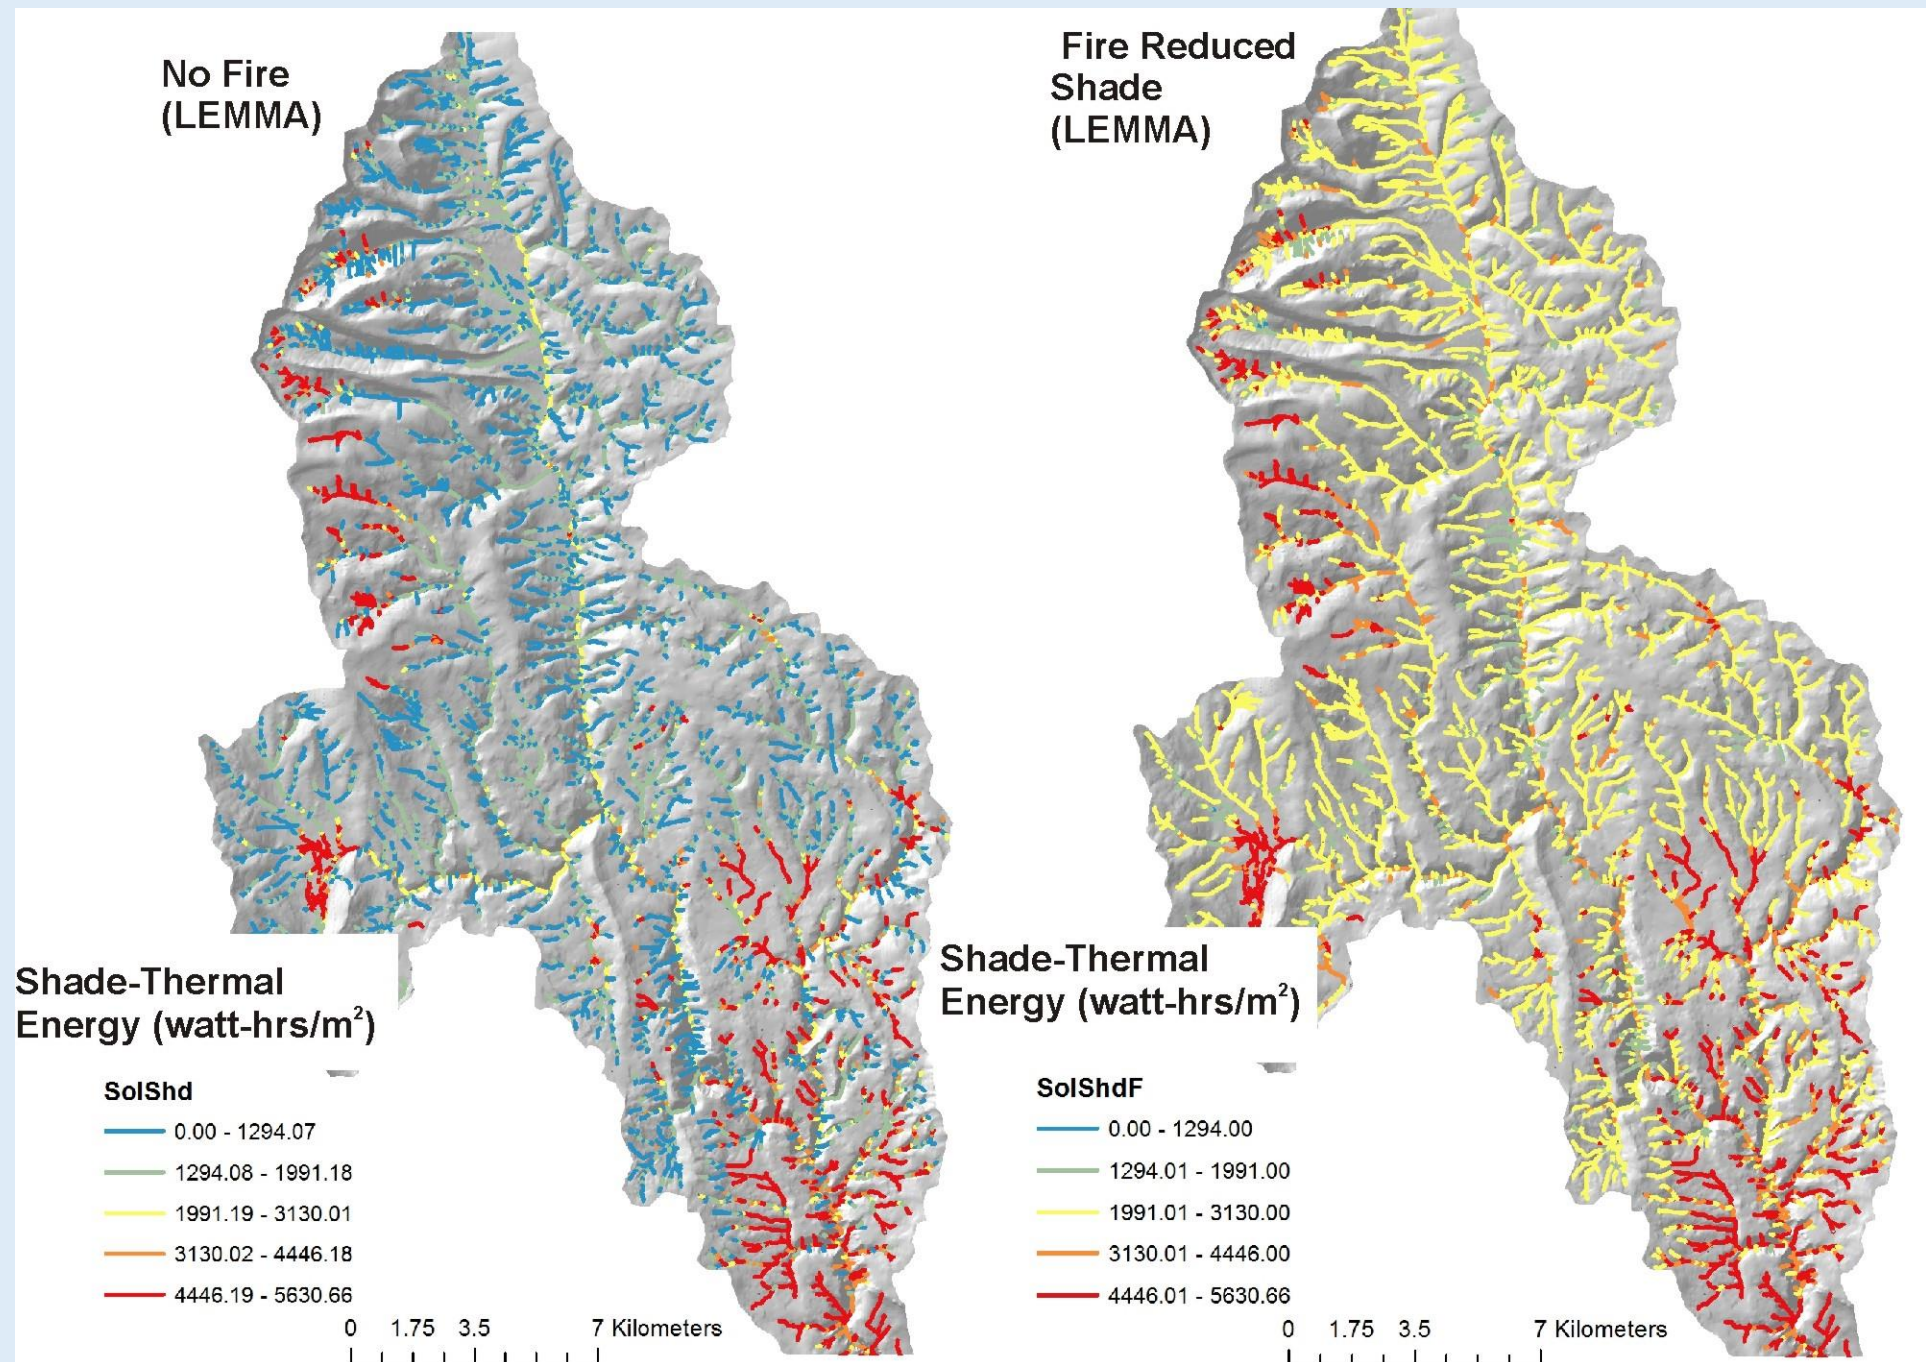 No Fire
(LEMMA)
Fire Reduced
Shade
(LEMMA)
Shade-Thermal
Energy (watt-hrs/m²)
SolShd
0.00 - 1294.07
1294.08 - 1991.18
1991.19 - 3130.01
3130.02 - 4446.18
4446.19 - 5630.66
0 1.75 3.5 7 Kilometers
Shade-Thermal
Energy (watt-hrs/m²)
SolShdF
0.00 - 1294.00
1294.01 - 1991.00
1991.01 - 3130.00
3130.01 - 4446.00
4446.01 - 5630.66
0 1.75 3.5 7 Kilometers